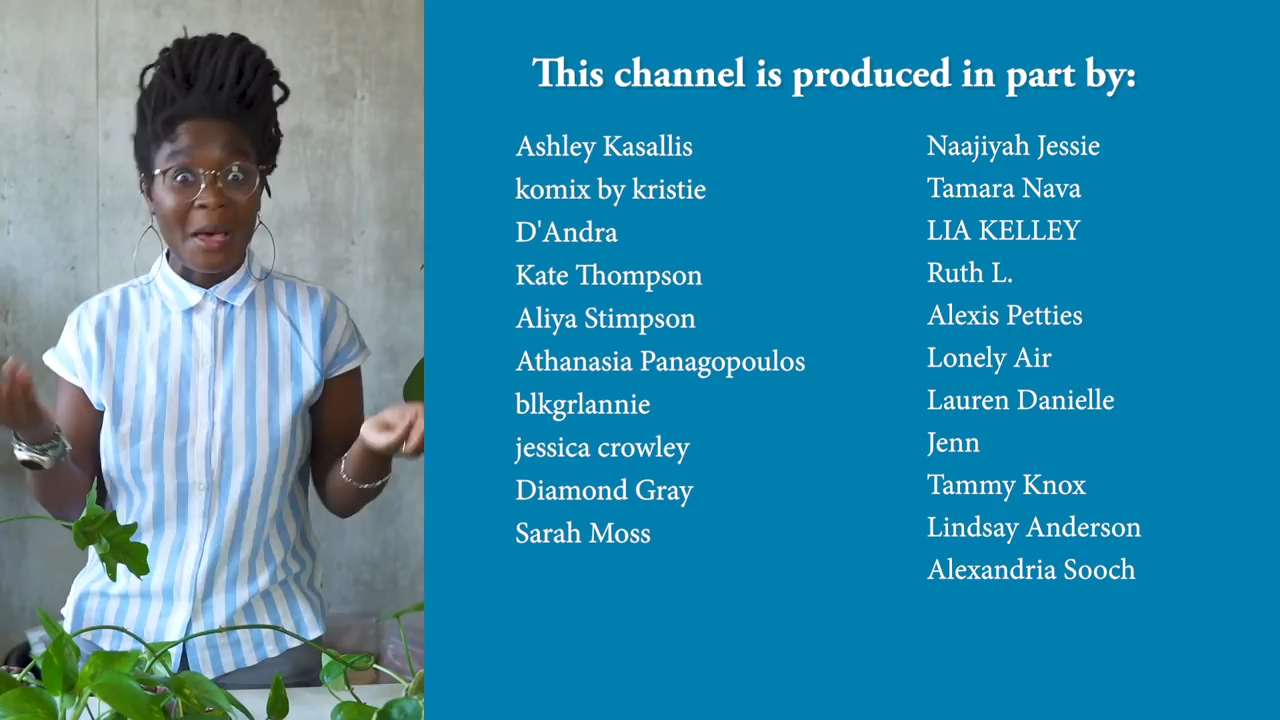 This channel is produced in part by:
Ashley Kasallis
komix by kristie
D'Andra
Kate Thompson
Aliya Stimpson
Athanasia Panagopoulos
blkgrlannie
jessica crowley
Diamond Gray
Sarah Moss
Naajiyah Jessie
Tamara Nava
LIA KELLEY
Ruth L.
Alexis Petties
Lonely Air
Lauren Danielle
Jenn
Tammy Knox
Lindsay Anderson
Alexandria Sooch